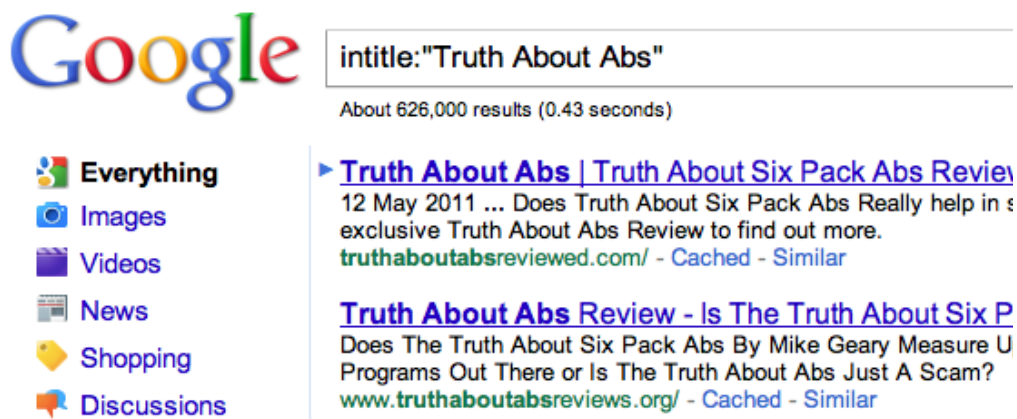 Google
intitle:"Truth About Abs"
About 626,000 results (0.43 seconds)
Everything
Images
Videos
News
Shopping
Discussions
Truth About Abs | Truth About Six Pack Abs Review
12 May 2011 ... Does Truth About Six Pack Abs Really help in s
exclusive Truth About Abs Review to find out more.
truthaboutabsreviewed.com/ - Cached - Similar
Truth About Abs Review - Is The Truth About Six P
Does The Truth About Six Pack Abs By Mike Geary Measure Up
Programs Out There or Is The Truth About Abs Just A Scam?
www.truthaboutabsreviews.org/ - Cached - Similar